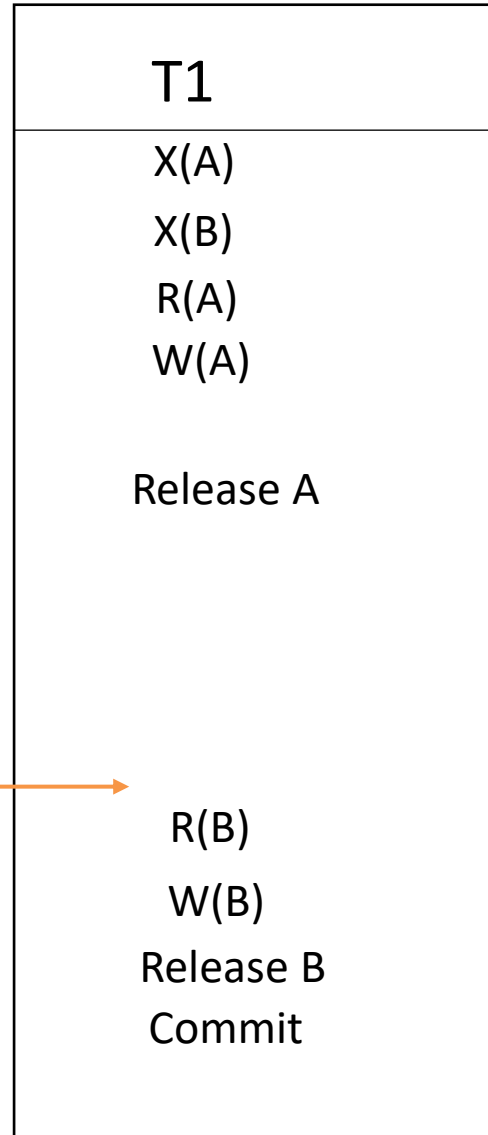 T1
X(A)
X(B)
R(A)
W(A)
Release A
R(B)
W(B)
Release B
Commit